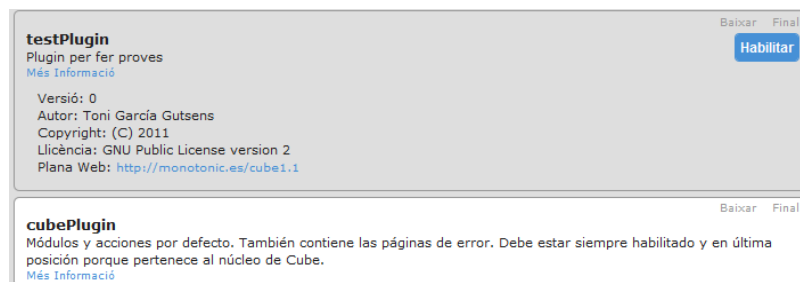 Baixar Final
testPlugin
Habilitar
Plugin per fer proves
Més Informació
Versió: 0
Autor: Toni García Gutsens
Copyright: (C) 2011
Llicència: GNU Public License version 2
Plana Web: http://monotonic.es/cube1.1
Baixar Final
cubePlugin
Módulos y acciones por defecto. También contiene las páginas de error. Debe estar siempre habilitado y en última
posición porque pertenece al núcleo de Cube.
Més Informació